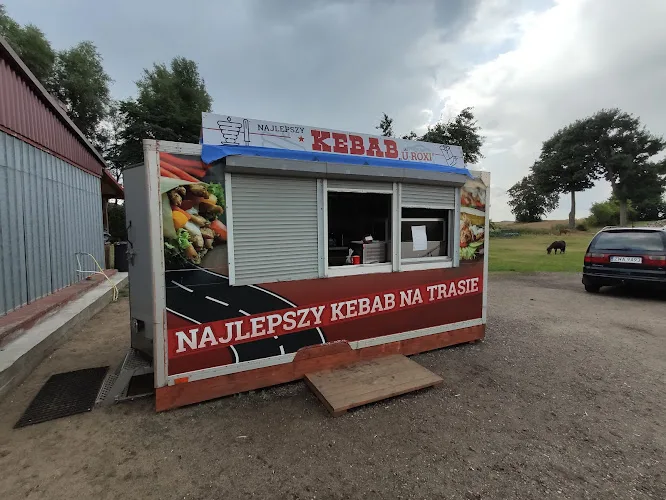 NAJLEPSZY
KEBAB U ROXI
NAJLEPSZY KEBAB NA TRASIE